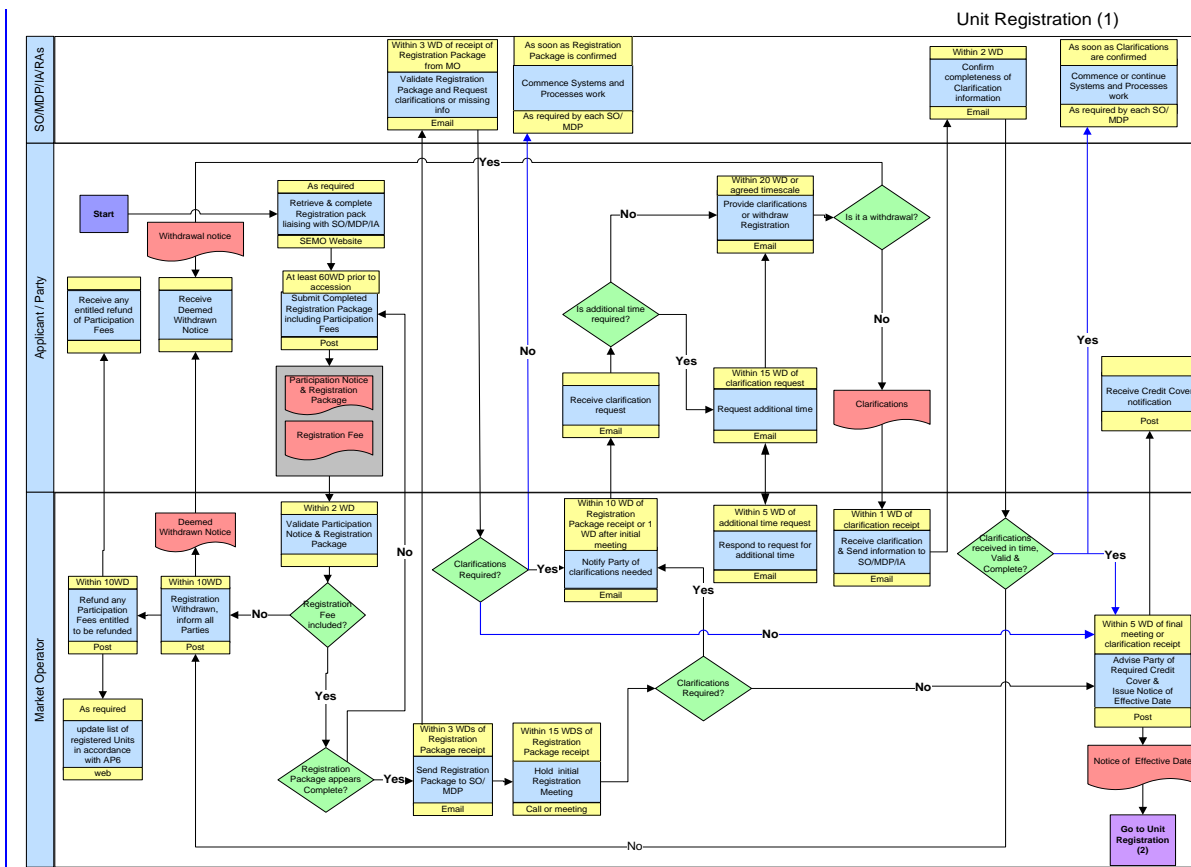 Unit Registration (1)
SO/MDP/IA/RAs
Within 3 WD of receipt of
Registration Package
from MO
Validate Registration
Package and Request
clarifications or missing
info
Email
As soon as Registration
Package is confirmed
Commence Systems and
Processes work
As required by each SO/
MDP
Within 2 WD
Confirm
completeness of
Clarification
information
Email
As soon as Clarifications
are confirmed
Commence or continue
Systems and Processes
work
As required by each SO/
MDP
Applicant / Party
Start
Withdrawal notice
Yes
As required
Retrieve & complete
Registration pack
liaising with SO/MDP/IA
SEMO Website
Within 20 WD or
agreed timescale
Provide clarifications
or withdraw
Registration
Email
No
Is it a withdrawal?
Receive any
entitled refund
of Participation
Fees
Receive
Deemed
Withdrawn
Notice
At least 60WD prior to
accession
Submit Completed
Registration Package
including Participation
Fees
Post
Is additional time
required?
No
No
Yes
Yes
Participation Notice
& Registration
Package
Registration Fee
Receive clarification
request
Email
Within 15 WD of
clarification request
Request additional time
Email
Clarifications
Receive Credit Cover
notification
Post
Market Operator
Deemed
Withdrawn Notice
Within 2 WD
Validate Participation
Notice & Registration
Package
No
Clarifications
Required?
Yes
Within 10 WD of
Registration
Package receipt or 1
WD after initial
meeting
Notify Party of
clarifications needed
Email
Within 5 WD of
additional time request
Respond to request for
additional time
Email
Within 1 WD of
clarification receipt
Receive clarification
& Send information to
SO/MDP/IA
Email
Clarifications
received in time,
Valid &
Complete?
Yes
Within 10WD
Refund any
Participation
Fees entitled
to be refunded
Post
Within 10WD
Registration
Withdrawn,
inform all
Parties
Post
No
Registration
Fee
included?
Yes
No
Within 5 WD of final
meeting or
clarification receipt
Advise Party of
Required Credit
Cover &
Issue Notice of
Effective Date
Post
Yes
Clarifications
Required?
No
As required
update list of
registered Units
in accordance
with AP6
web
Registration
Package appears
Complete?
Yes
Within 3 WDs of
Registration
Package receipt
Send Registration
Package to SO/
MDP
Email
Within 15 WDS of
Registration
Package receipt
Hold initial
Registration
Meeting
Call or meeting
Notice of Effective Date
No
Go to Unit
Registration
(2)